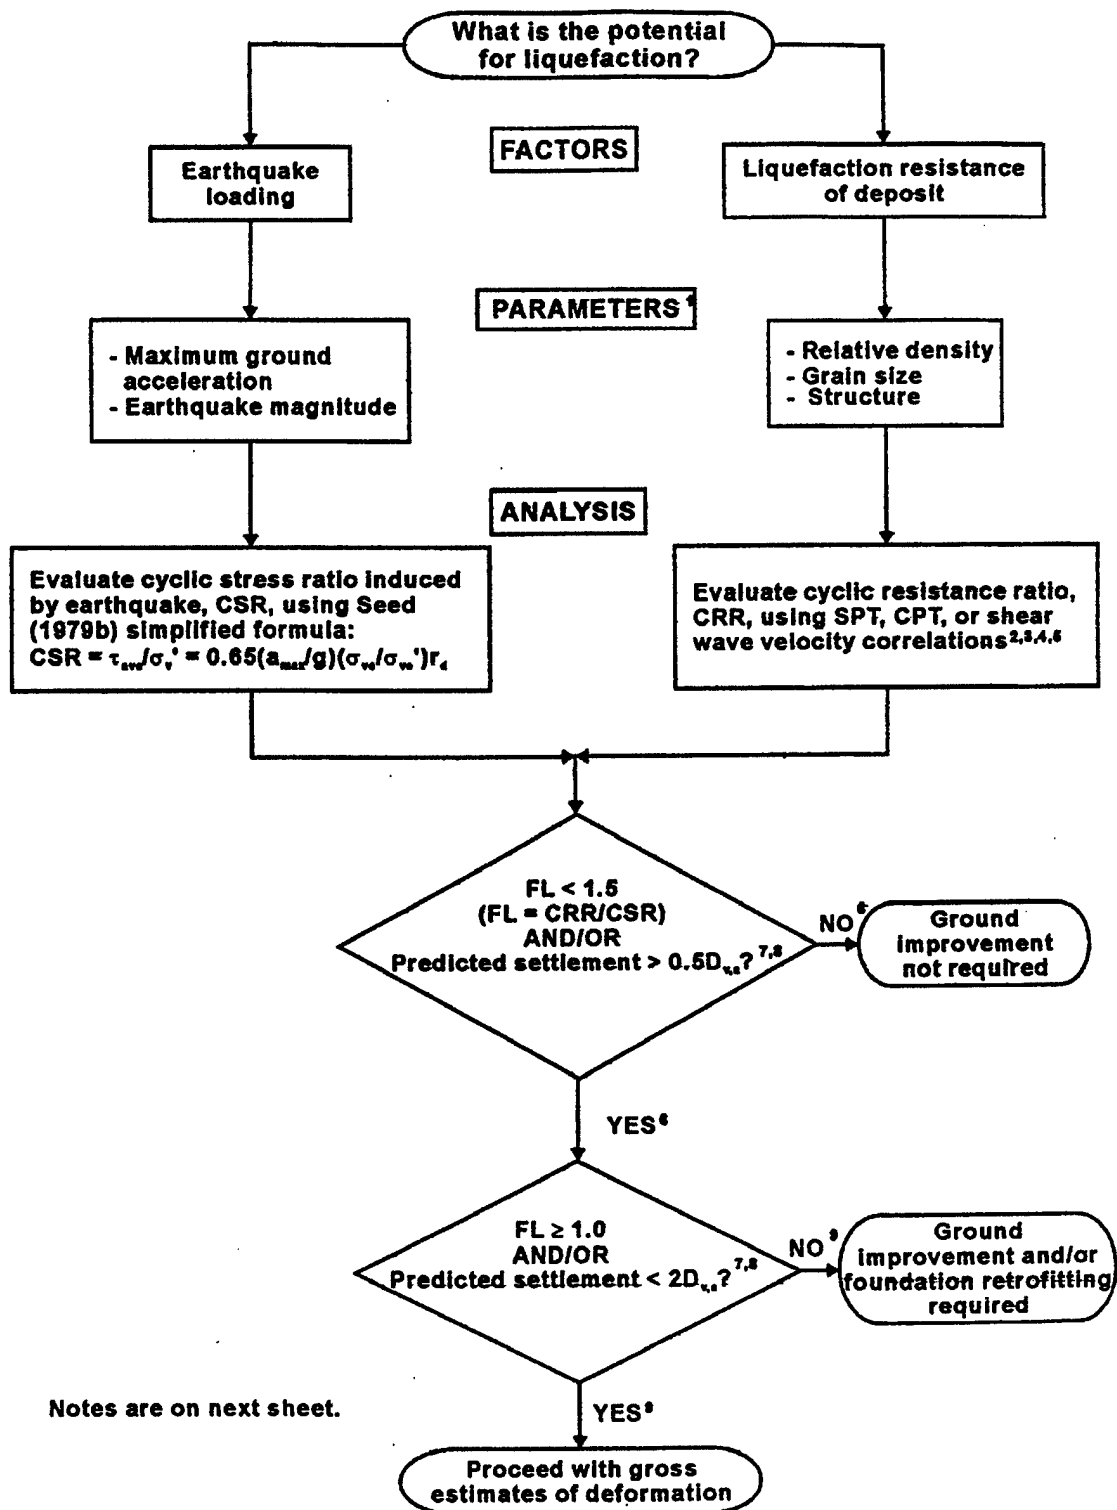 What is the potential
for liquefaction?
FACTORS
Earthquake
loading
Liquefaction resistance
of deposit
PARAMETERS¹
- Maximum ground
acceleration
- Earthquake magnitude
- Relative density
- Grain size
- Structure
ANALYSIS
Evaluate cyclic stress ratio induced
by earthquake, CSR, using Seed
(1979b) simplified formula:
CSR = τave/σv' = 0.65(amax/g)(σvo/σvo')rd
Evaluate cyclic resistance ratio,
CRR, using SPT, CPT, or shear
wave velocity correlations²,³,⁴,⁵
FL < 1.5
(FL = CRR/CSR)
AND/OR
Predicted settlement > 0.5Dv,a?⁷,⁸
NO⁶
Ground
improvement
not required
YES⁶
FL ≥ 1.0
AND/OR
Predicted settlement < 2Dv,a?⁷,⁸
NO⁹
Ground
improvement and/or
foundation retrofitting
required
YES⁹
Notes are on next sheet.
Proceed with gross
estimates of deformation